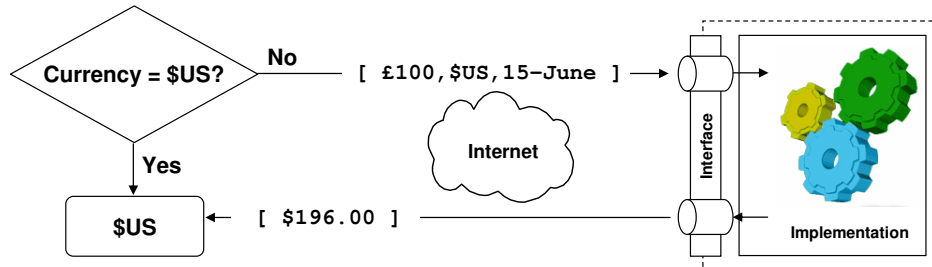 Currency = $US?
No
[ £100,$US,15-June ]
Internet
Interface
Yes
$US
[ $196.00 ]
Implementation